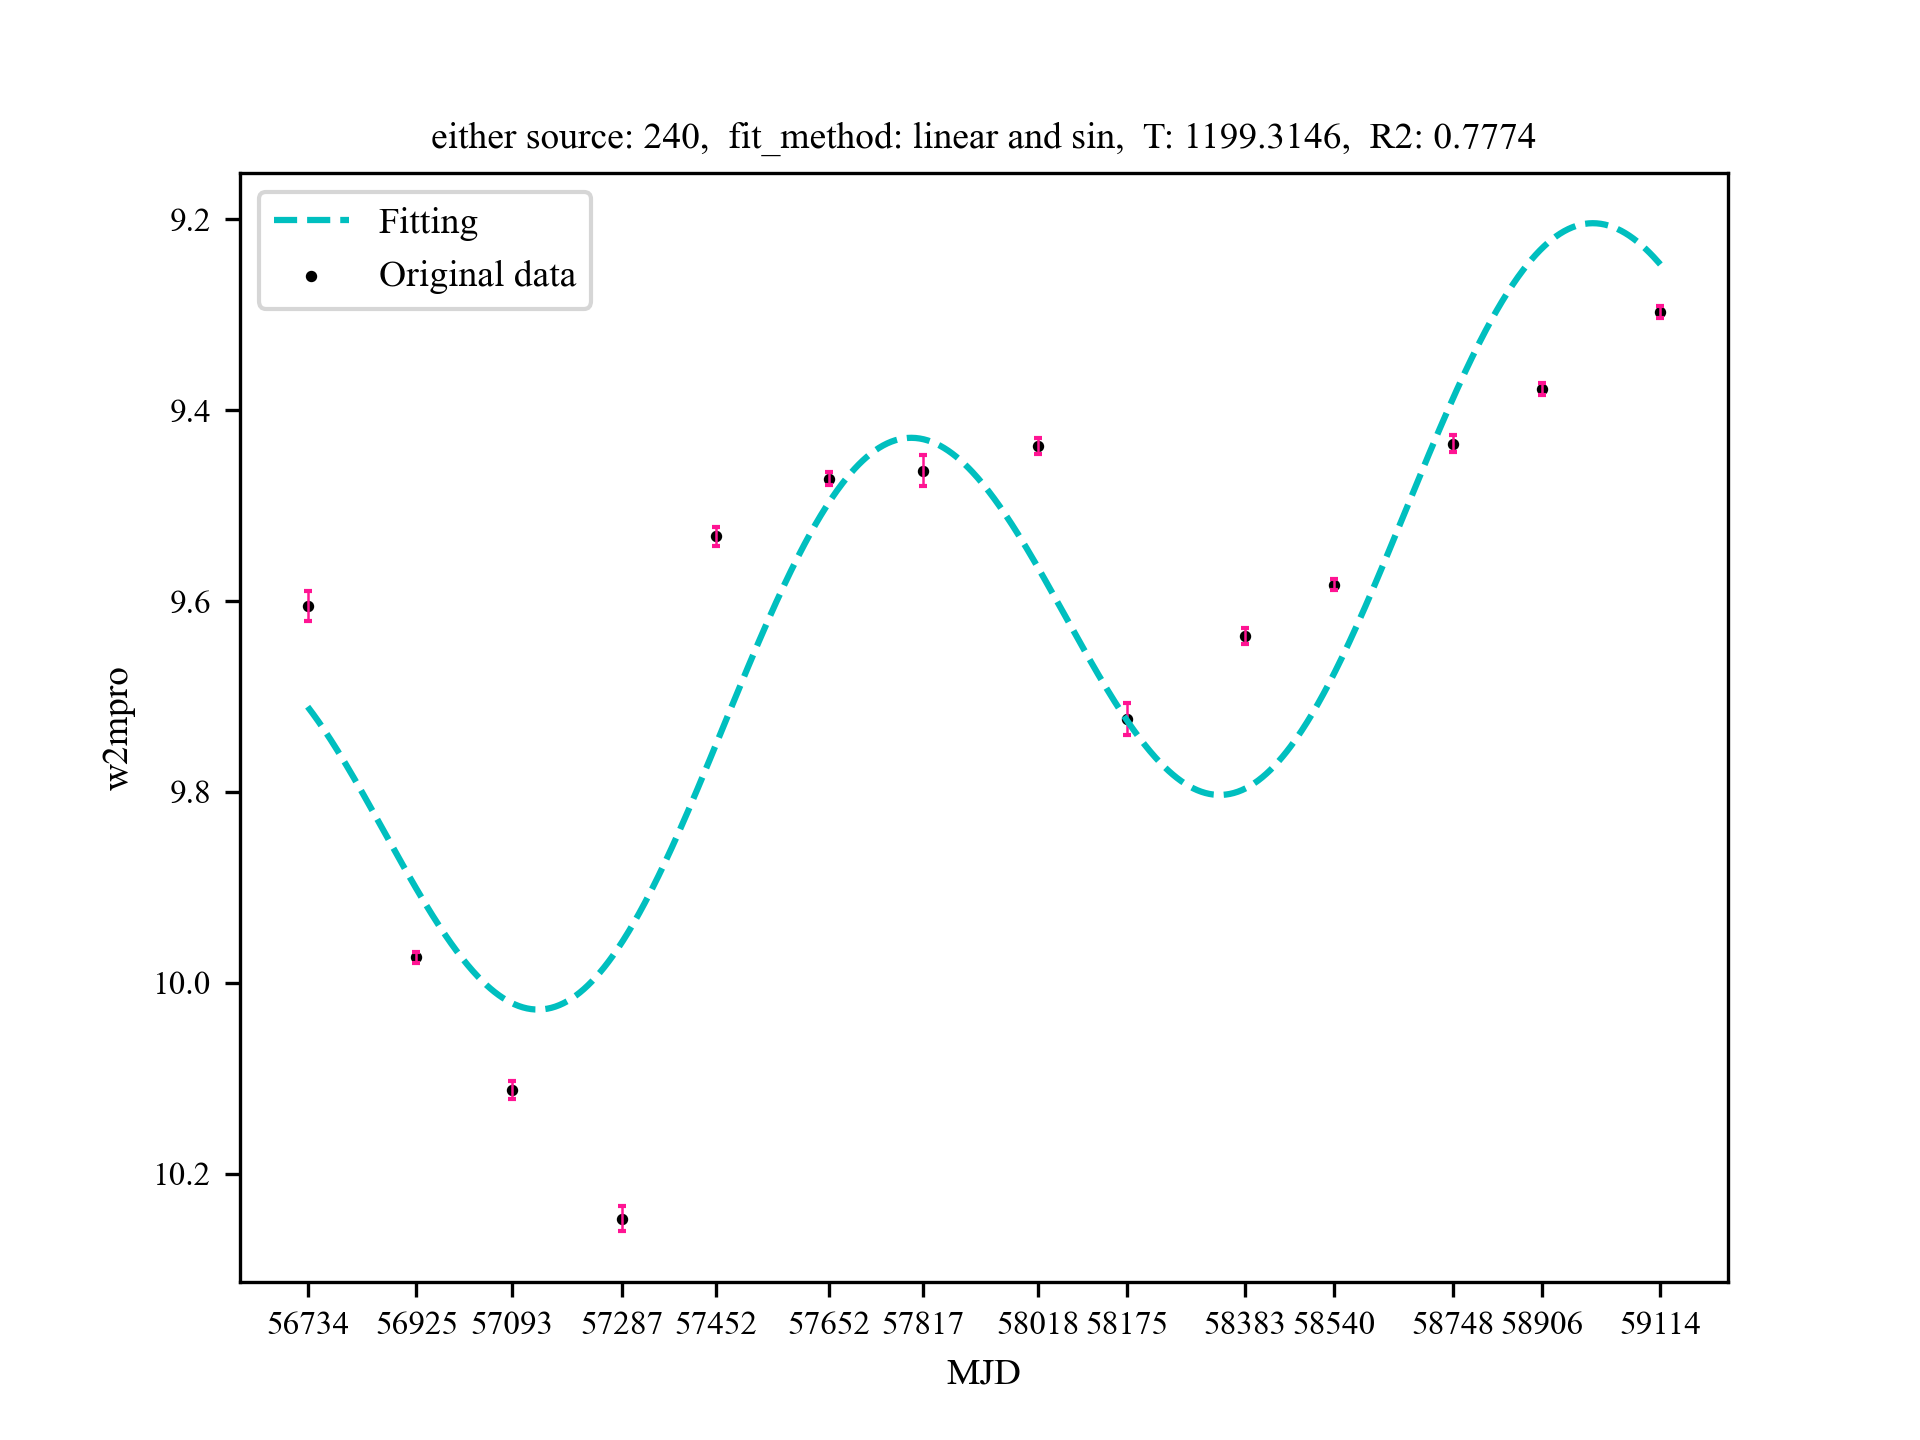 either source: 240,  fit_method: linear and sin,  T: 1199.3146,  R2: 0.7774
Fitting
Original data
9.2
9.4
9.6
9.8
10.0
10.2
w2mpro
56734 56925 57093 57287 57452 57652 57817 58018 58175 58383 58540 58748 58906 59114
MJD